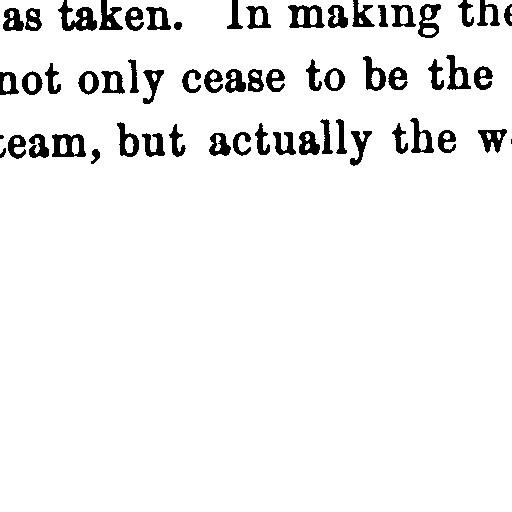 as taken. In making the
not only cease to be the
team, but actually the w